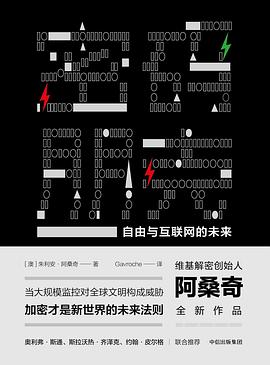 密码
朋克
自由与互联网的未来
[澳] 朱利安·阿桑奇——著 Gavroche——译
当大规模监控对全球文明构成威胁
加密才是新世界的未来法则
维基解密创始人
阿桑奇
全新作品
奥利弗·斯通、斯拉沃热·齐泽克、约翰·皮尔格 | 联合推荐 中信出版集团